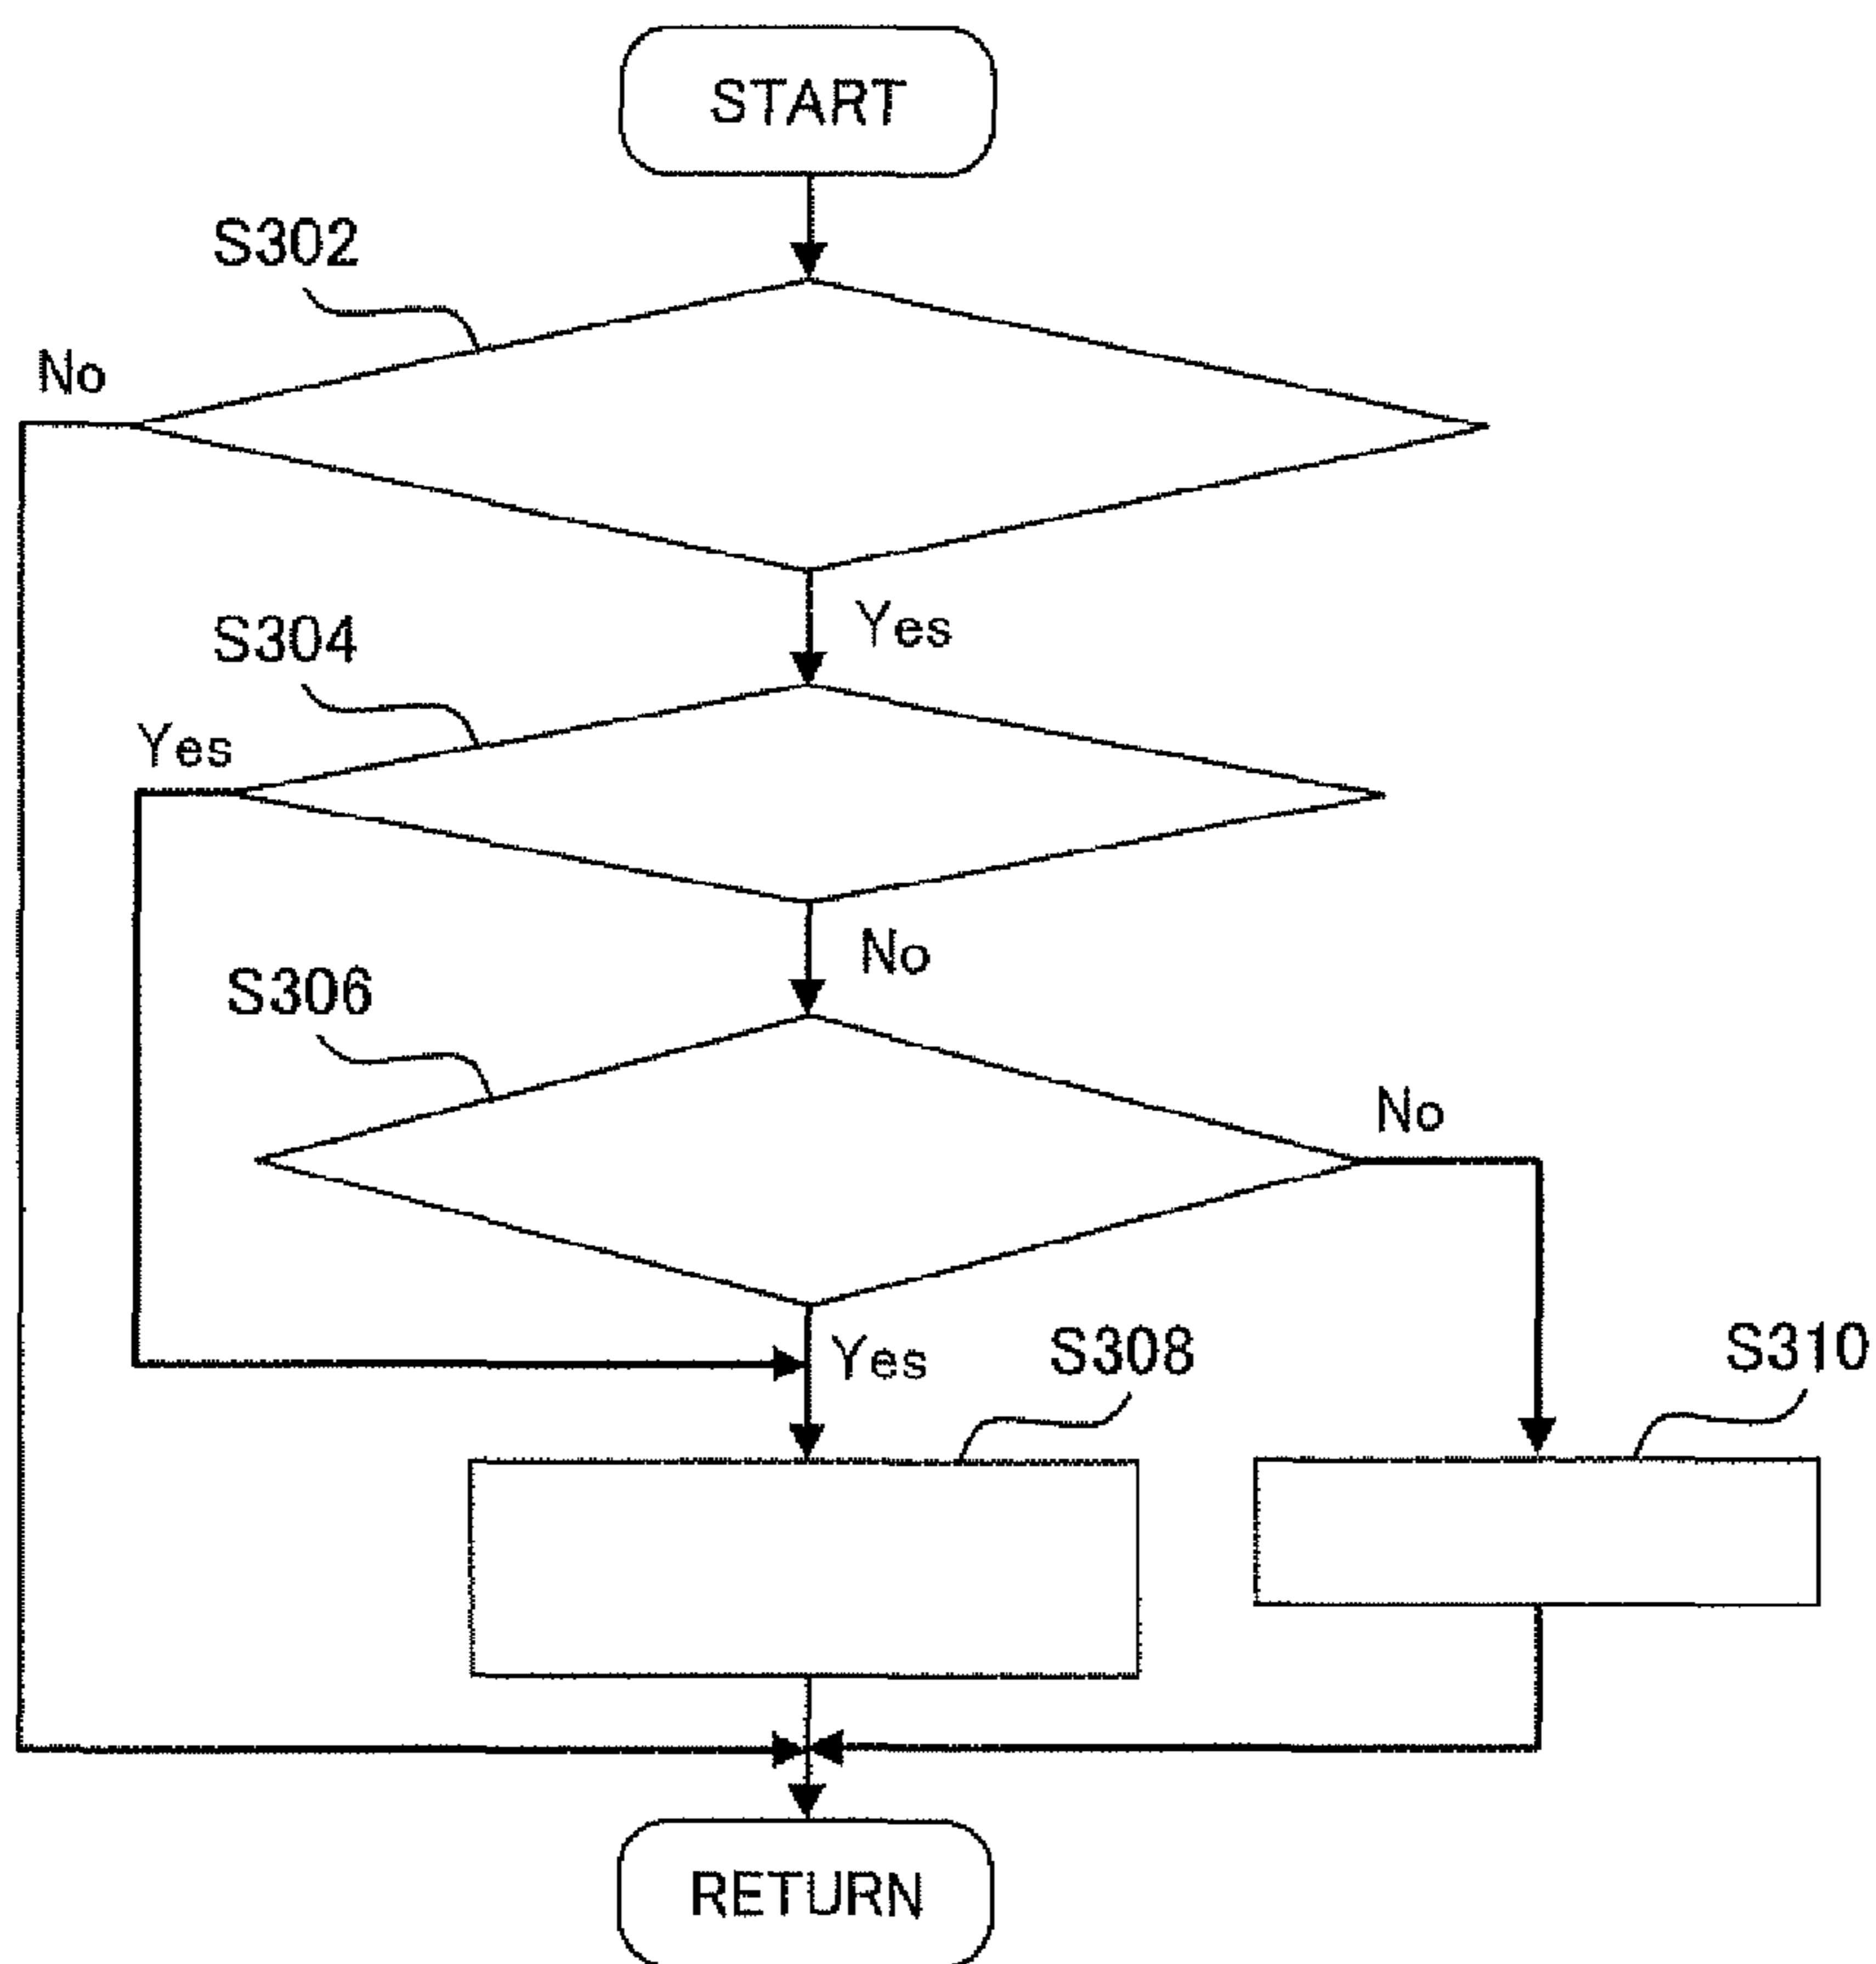 START
S302
No
Yes
S304
Yes
No
S306
No
Yes
S308
S310
RETURN